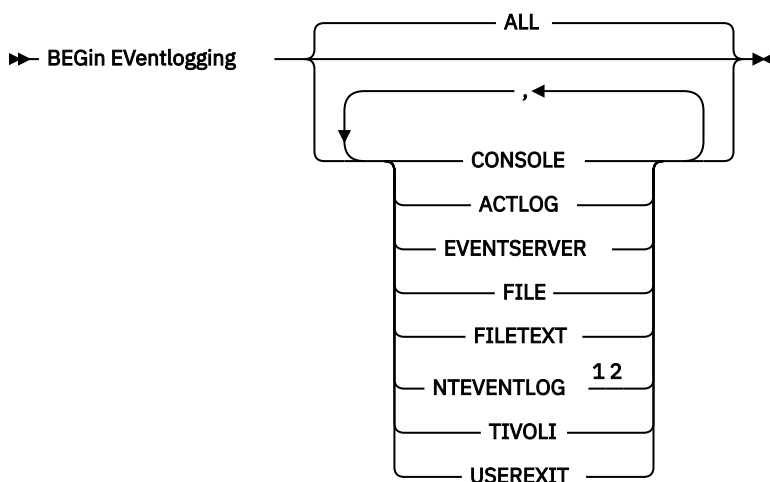 ALL
BEGin EVentlogging
,
CONSOLE
ACTLOG
EVENTSERVER
FILE
FILETEXT
NTEVENTLOG 1 2
TIVOLI
USEREXIT